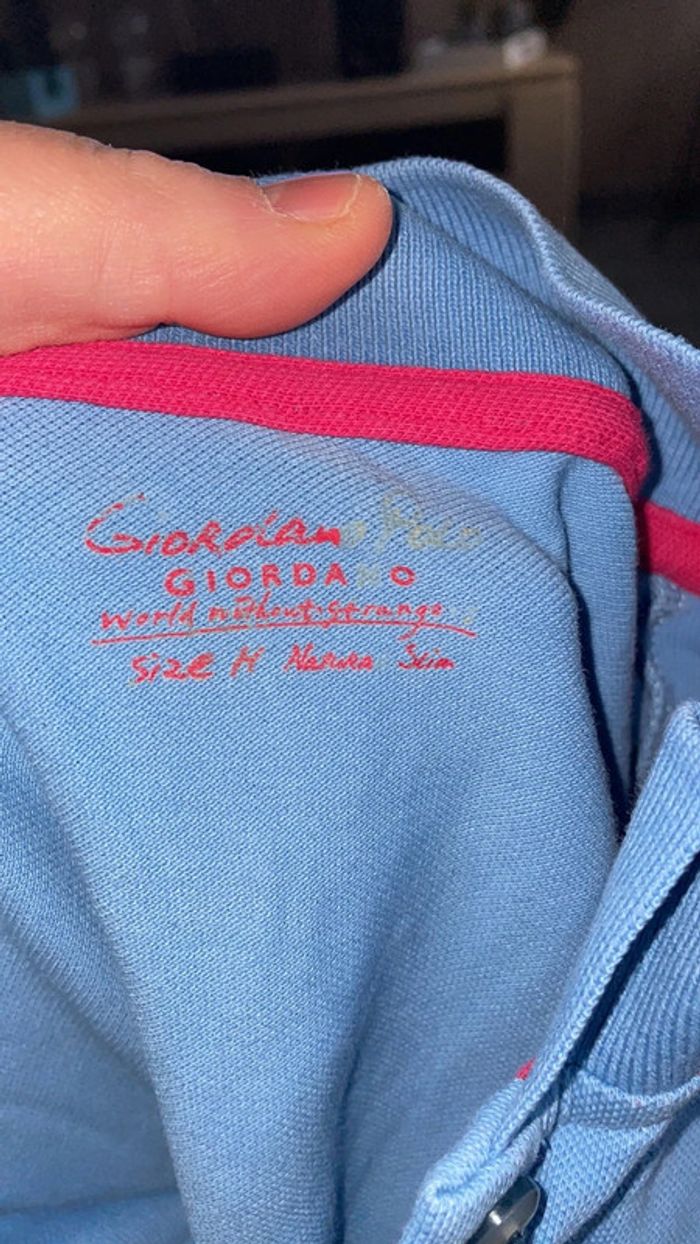 Giordano Polo
GIORDANO
World without strangers
Size M Narrow Slim